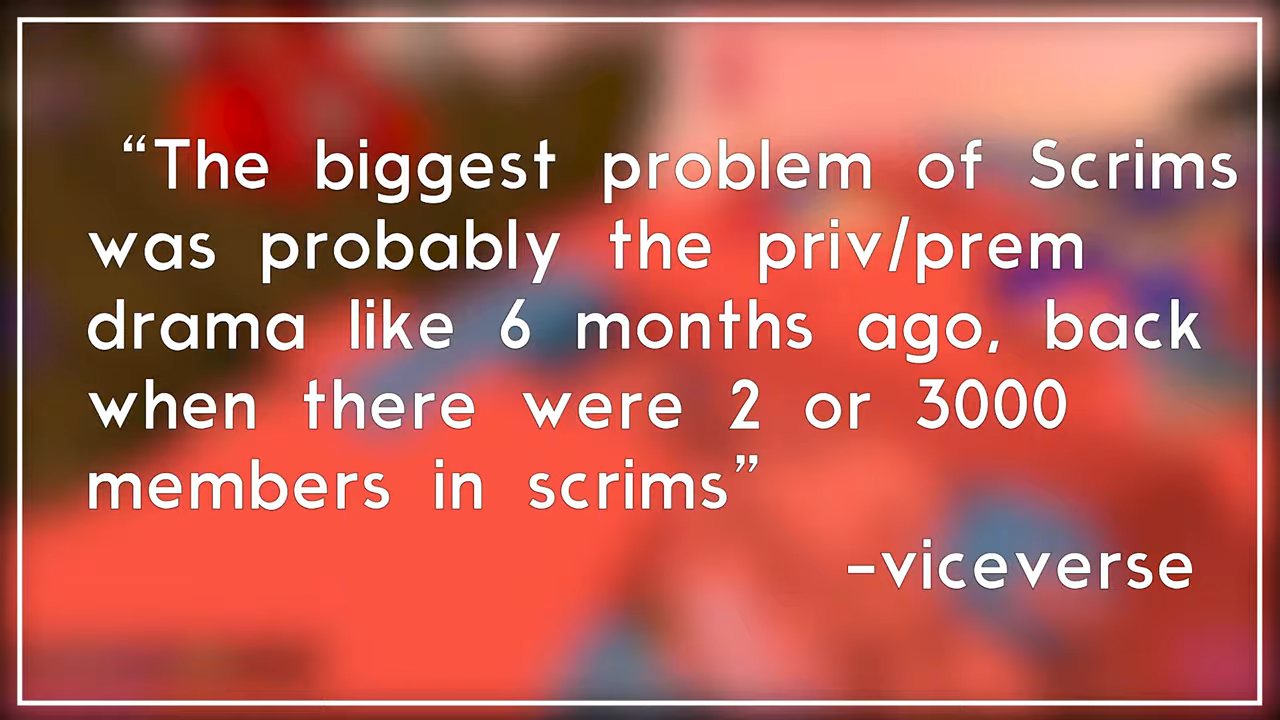 “The biggest problem of Scrims
was probably the priv/prem
drama like 6 months ago, back
when there were 2 or 3000
members in scrims”
-viceverse